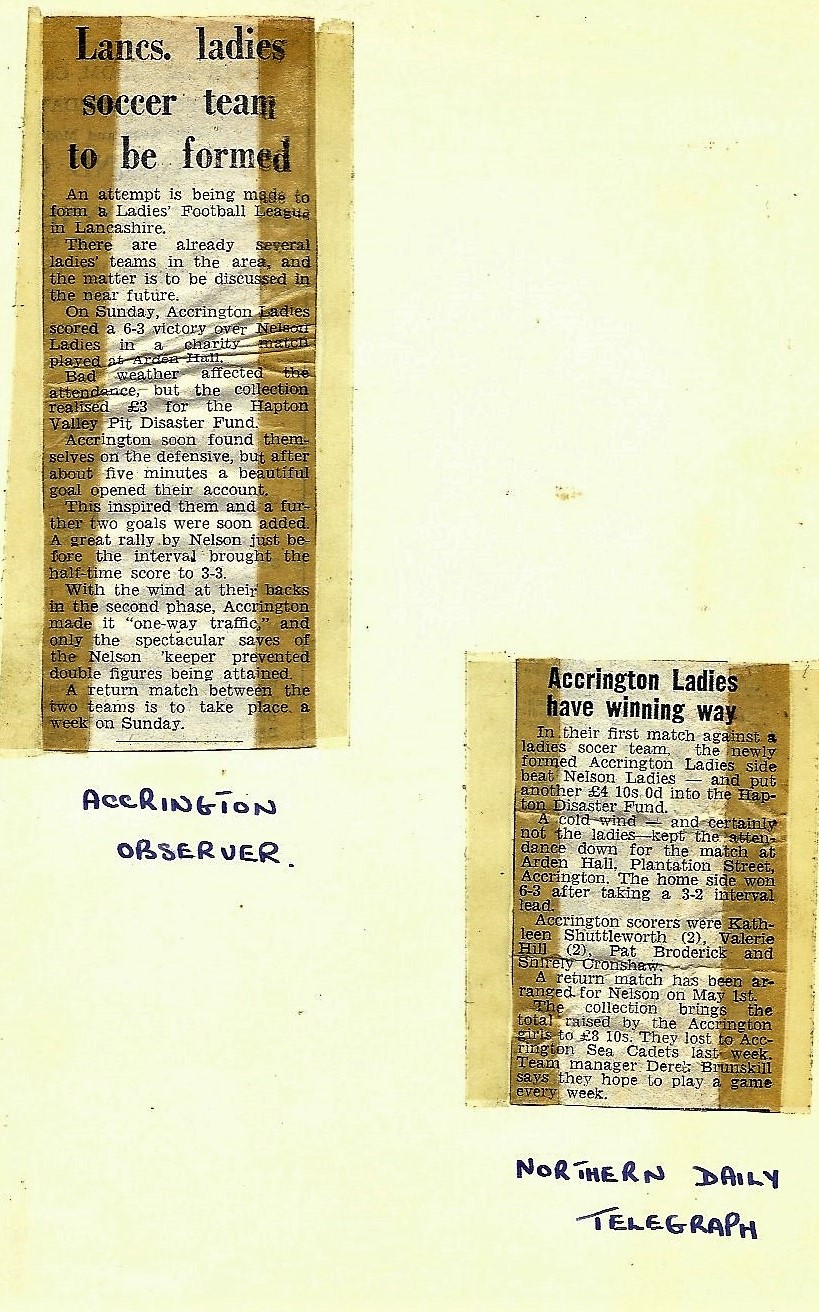 Lancs. ladies
soccer team
to be formed
An attempt is being made to
form a Ladies' Football League
in Lancashire.
There are already several
ladies' teams in the area, and
the matter is to be discussed in
the near future.
On Sunday, Accrington Ladies
scored a 6-3 victory over Nelson
Ladies in a charity match
played at Arden Hall.
Bad weather affected the
attendance, but the collection
realised £3 for the Hapton
Valley Pit Disaster Fund.
Accrington soon found them-
selves on the defensive, but after
about five minutes a beautiful
goal opened their account.
This inspired them and a fur-
ther two goals were soon added.
A great rally by Nelson just be-
fore the interval brought the
half-time score to 3-3.
With the wind at their backs
in the second phase, Accrington
made it "one-way traffic," and
only the spectacular saves of
the Nelson 'keeper prevented
double figures being attained.
A return match between the
two teams is to take place a
week on Sunday.
ACCRINGTON
OBSERVER.
Accrington Ladies
have winning way
In their first match against a
ladies socer team, the newly
formed Accrington Ladies side
beat Nelson Ladies — and put
another £4 10s 0d into the Hap-
ton Disaster Fund.
A cold wind — and certainly
not the ladies—kept the atten-
dance down for the match at
Arden Hall, Plantation Street,
Accrington. The home side won
6-3 after taking a 3-2 interval
lead.
Accrington scorers were Kath-
leen Shuttleworth (2), Valerie
Hill (2), Pat Broderick and
Shirely Cronshaw.
A return match has been ar-
ranged for Nelson on May 1st.
The collection brings the
total raised by the Accrington
girls to £8 10s. They lost to Acc-
rington Sea Cadets last week.
Team manager Derek Brunskill
says they hope to play a game
every week.
NORTHERN DAILY
TELEGRAPH